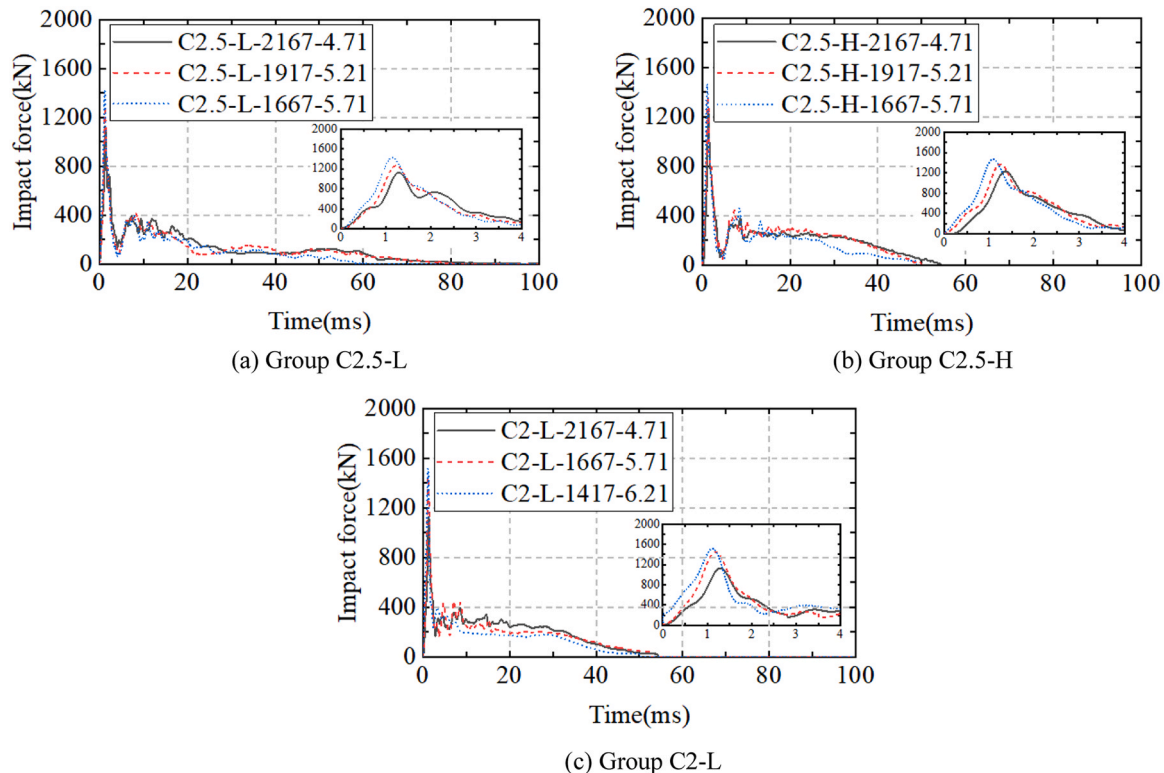 2000
1600
1200
800
400
0
Impact force(kN)
C2.5-L-2167-4.71
C2.5-L-1917-5.21
C2.5-L-1667-5.71
2000
1600
1200
800
400
0
0 1 2 3 4
0 20 40 60 80 100
Time(ms)
(a) Group C2.5-L
2000
1600
1200
800
400
0
Impact force(kN)
C2.5-H-2167-4.71
C2.5-H-1917-5.21
C2.5-H-1667-5.71
2000
1600
1200
800
400
0
0 1 2 3 4
0 20 40 60 80 100
Time(ms)
(b) Group C2.5-H
2000
1600
1200
800
400
0
Impact force(kN)
C2-L-2167-4.71
C2-L-1667-5.71
C2-L-1417-6.21
2000
1600
1200
800
400
0
0 1 2 3 4
0 20 40 60 80 100
Time(ms)
(c) Group C2-L